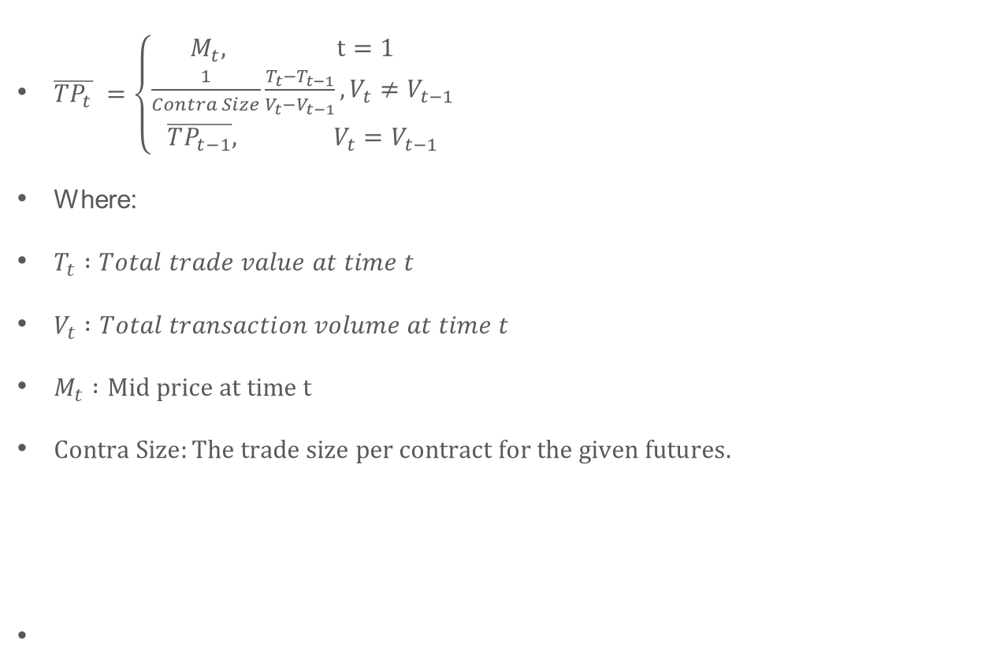 • $\overline{TP_t} = \begin{cases} M_t, & t = 1 \\ \frac{1}{Contra\ Size} \frac{T_t - T_{t-1}}{V_t - V_{t-1}}, & V_t \neq V_{t-1} \\ \overline{TP_{t-1}}, & V_t = V_{t-1} \end{cases}$
• Where:
• $T_t$ : Total trade value at time t
• $V_t$ : Total transaction volume at time t
• $M_t$ : Mid price at time t
• Contra Size: The trade size per contract for the given futures.
•